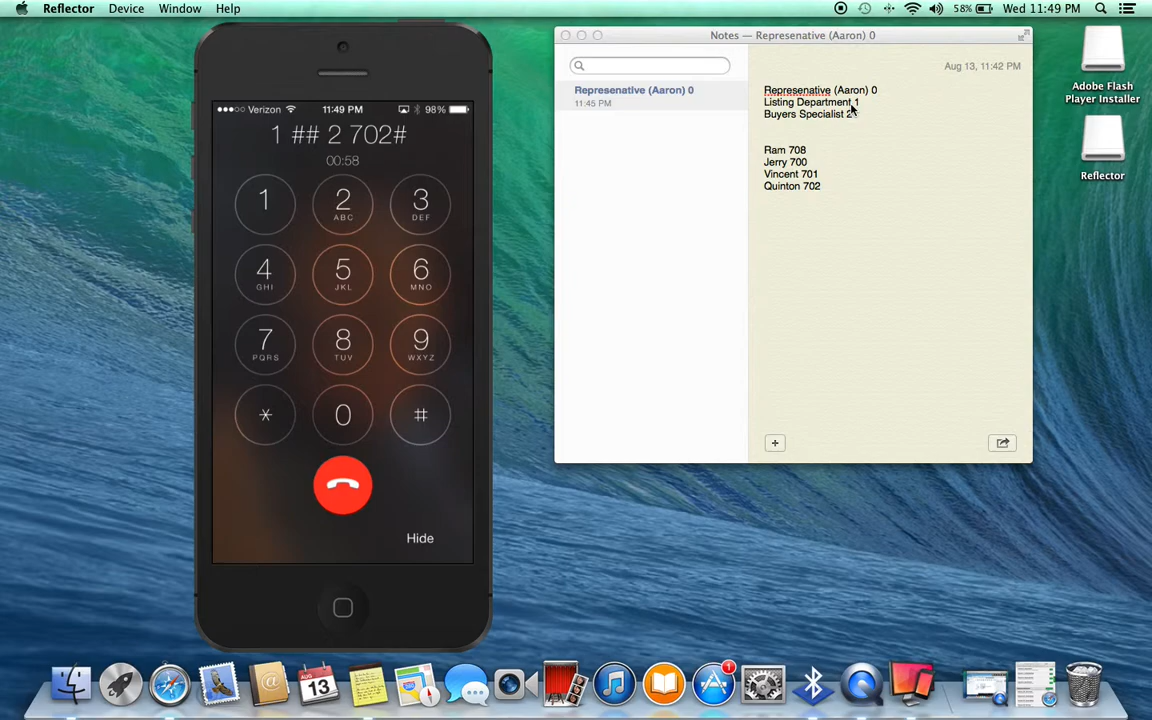 Reflector Device Window Help
58% Wed 11:49 PM
Notes — Represenative (Aaron) 0
Aug 13, 11:42 PM
Represenative (Aaron) 0
11:45 PM
Represenative (Aaron) 0
Listing Department 1
Buyers Specialist 2
Ram 708
Jerry 700
Vincent 701
Quinton 702
Adobe Flash
Player Installer
Reflector
Verizon 11:49 PM 98%
1 ## 2 702#
00:58
1 2 3
ABC DEF
4 5 6
GHI JKL MNO
7 8 9
PQRS TUV WXYZ
* 0 #
Hide
AUG
13
1